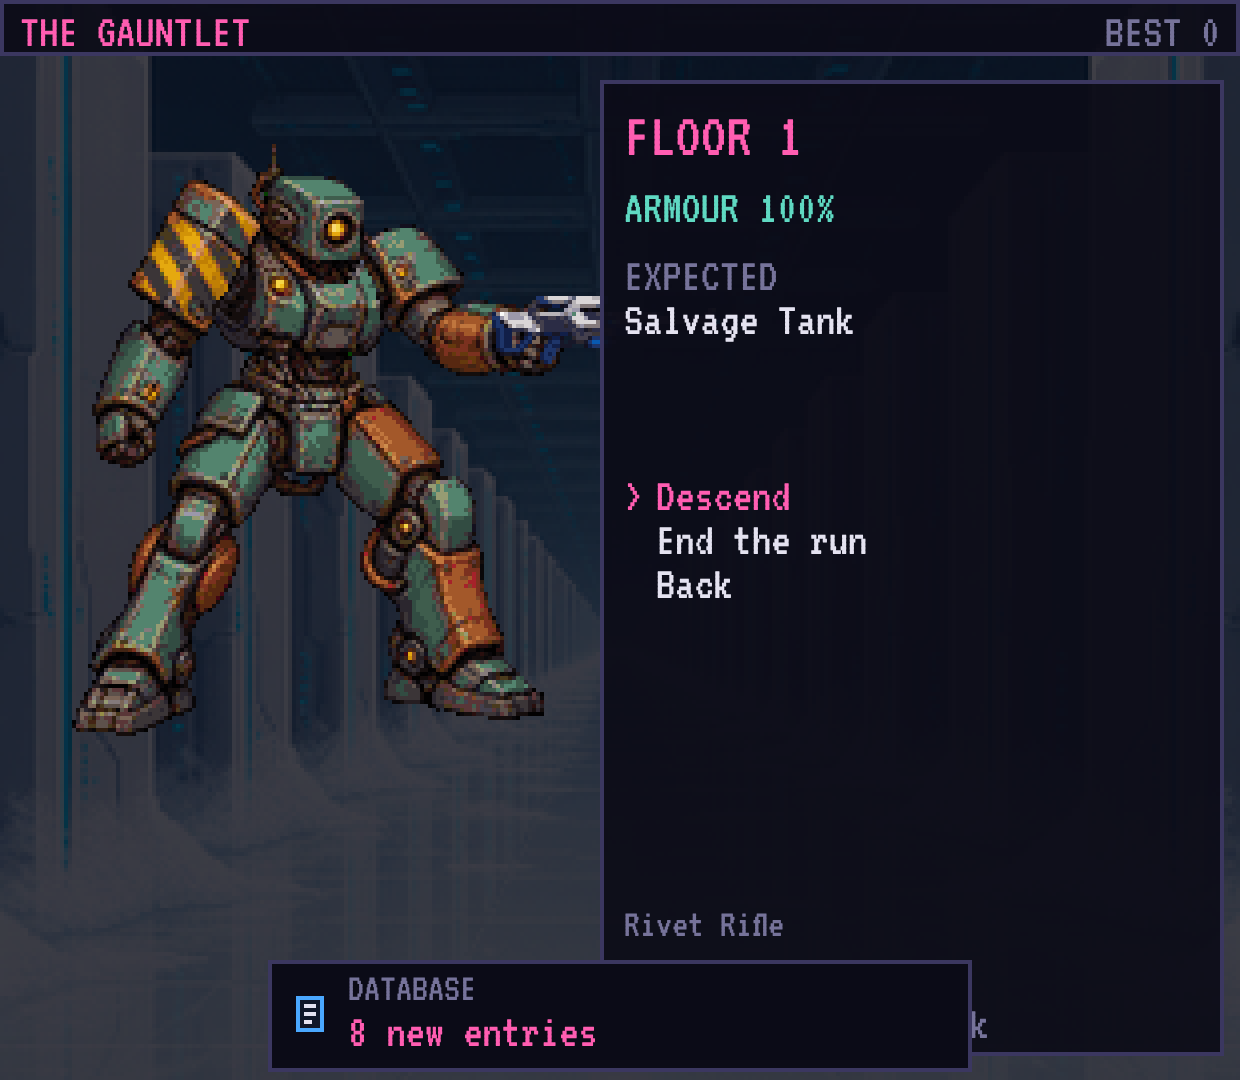 THE GAUNTLET
BEST 0
FLOOR 1
ARMOUR 100%
EXPECTED
Salvage Tank
> Descend
End the run
Back
Rivet Rifle
DATABASE
8 new entries